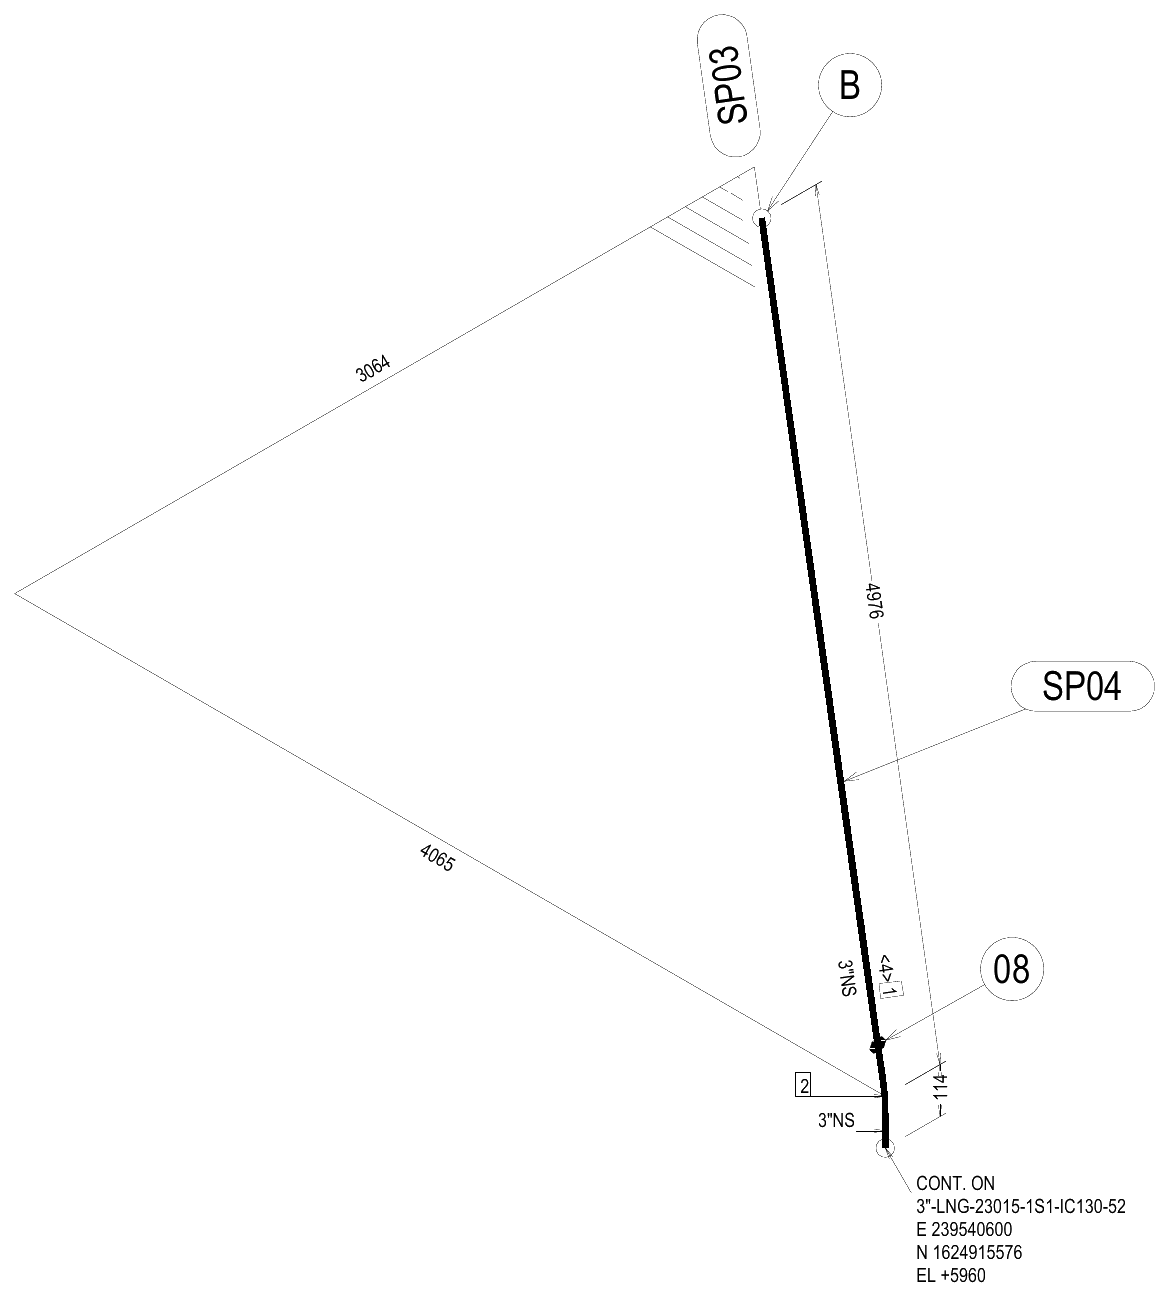 SP03
B
3064
4976
SP04
4065
3"NS
<4>1
08
2
114
3"NS
CONT. ON
3"-LNG-23015-1S1-IC130-52
E 239540600
N 1624915576
EL +5960